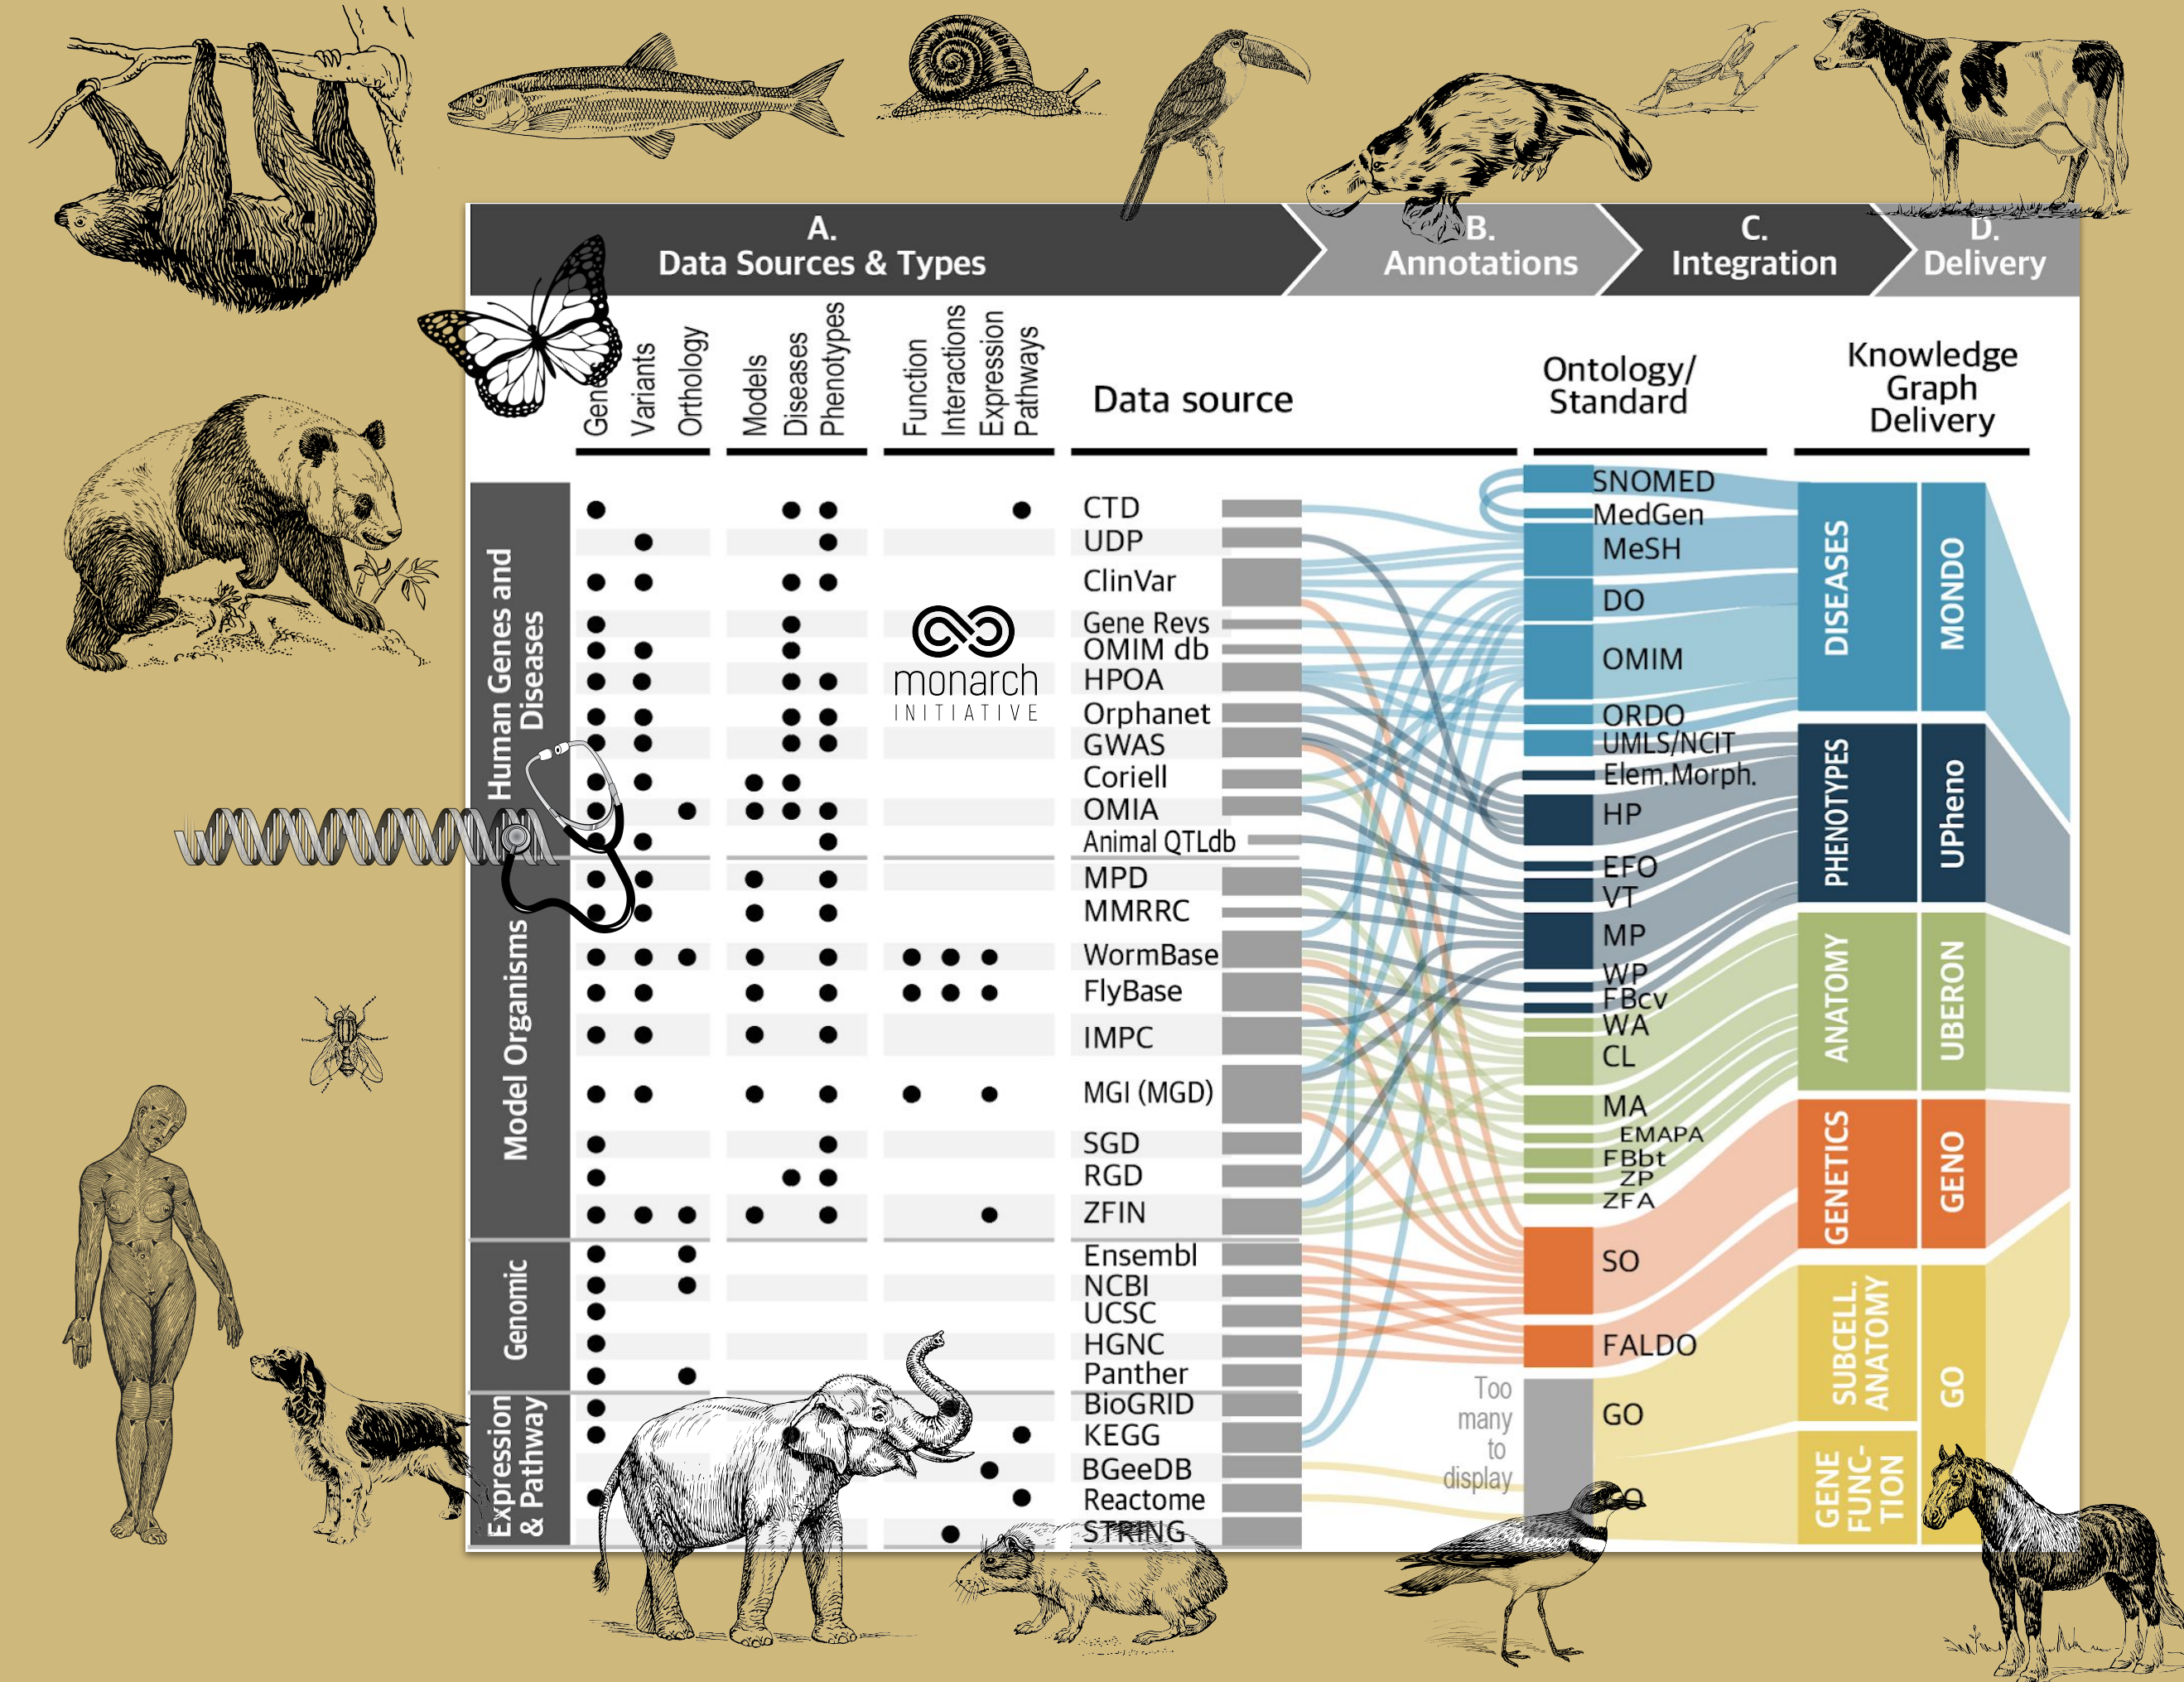 A.
Data Sources & Types
B.
Annotations
C.
Integration
D.
Delivery
Genes
Variants
Orthology
Models
Diseases
Phenotypes
Function
Interactions
Expression
Pathways
Data source
Ontology/
Standard
Knowledge
Graph
Delivery
Human Genes and
Diseases
Model Organisms
Genomic
Expression
& Pathway
monarch
INITIATIVE
CTD
UDP
ClinVar
Gene Revs
OMIM db
HPOA
Orphanet
GWAS
Coriell
OMIA
Animal QTLdb
MPD
MMRRC
WormBase
FlyBase
IMPC
MGI (MGD)
SGD
RGD
ZFIN
Ensembl
NCBI
UCSC
HGNC
Panther
BioGRID
KEGG
BGeeDB
Reactome
STRING
SNOMED
MedGen
MeSH
DO
OMIM
ORDO
UMLS/NCIT
Elem.Morph.
HP
EFO
VT
MP
WP
FBcv
WA
CL
MA
EMAPA
FBbt
ZP
ZFA
SO
FALDO
Too
many
to
display
GO
DISEASES
MONDO
PHENOTYPES
UPheno
ANATOMY
UBERON
GENETICS
GENO
SUBCELL.
ANATOMY
GENE
FUNC-
TION
GO